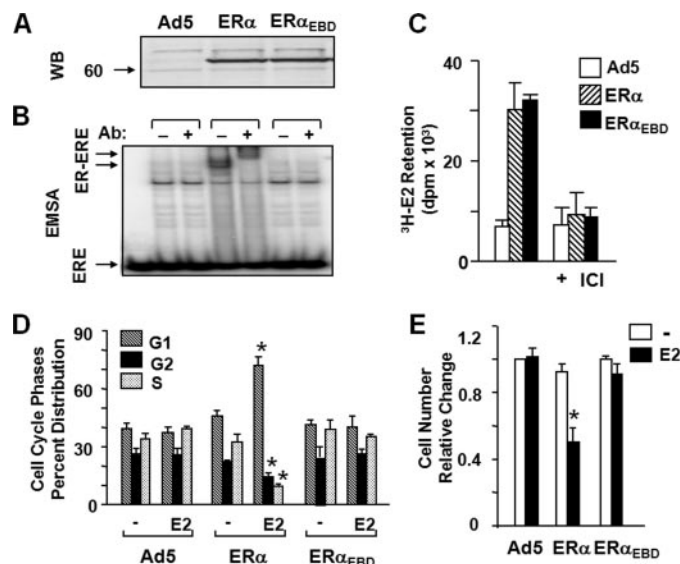 A
Ad5 ERα ERαEBD
WB
60
B
Ab: – + – + – +
ER-ERE
EMSA
ERE
C
³H-E2 Retention
(dpm x 10³)
40
20
0
Ad5
ERα
ERαEBD
+ ICI
D
Cell Cycle Phases
Percent Distribution
90
60
30
0
G1
G2
S
*
* *
- E2 - E2 - E2
Ad5 ERα ERαEBD
E
Cell Number
Relative Change
1.2
0.8
0.4
0
-
E2
*
Ad5 ERα ERαEBD